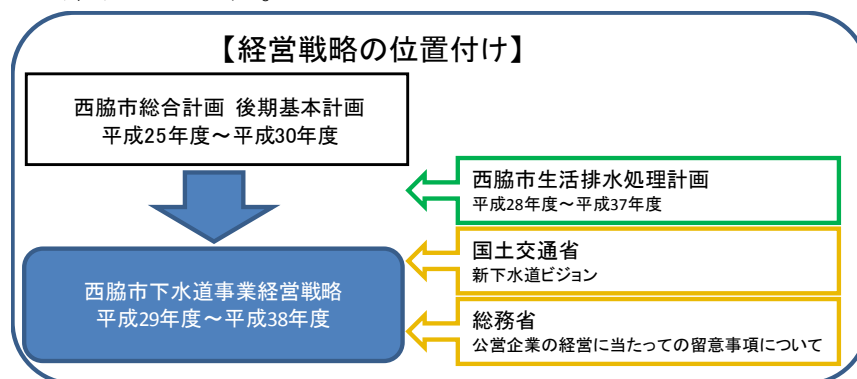 【経営戦略の位置付け】
西脇市総合計画 後期基本計画
平成25年度～平成30年度
西脇市生活排水処理計画
平成28年度～平成37年度
国土交通省
新下水道ビジョン
西脇市下水道事業経営戦略
平成29年度～平成38年度
総務省
公営企業の経営に当たっての留意事項について